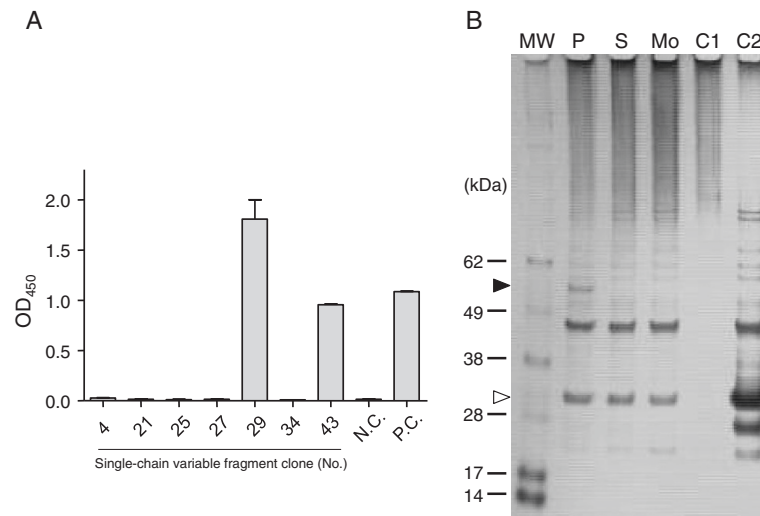 A
OD450
2.0
1.5
1.0
0.5
0.0
4 21 25 27 29 34 43 N.C. P.C.
Single-chain variable fragment clone (No.)
B
MW P S Mo C1 C2
(kDa)
62
49
38
28
17
14